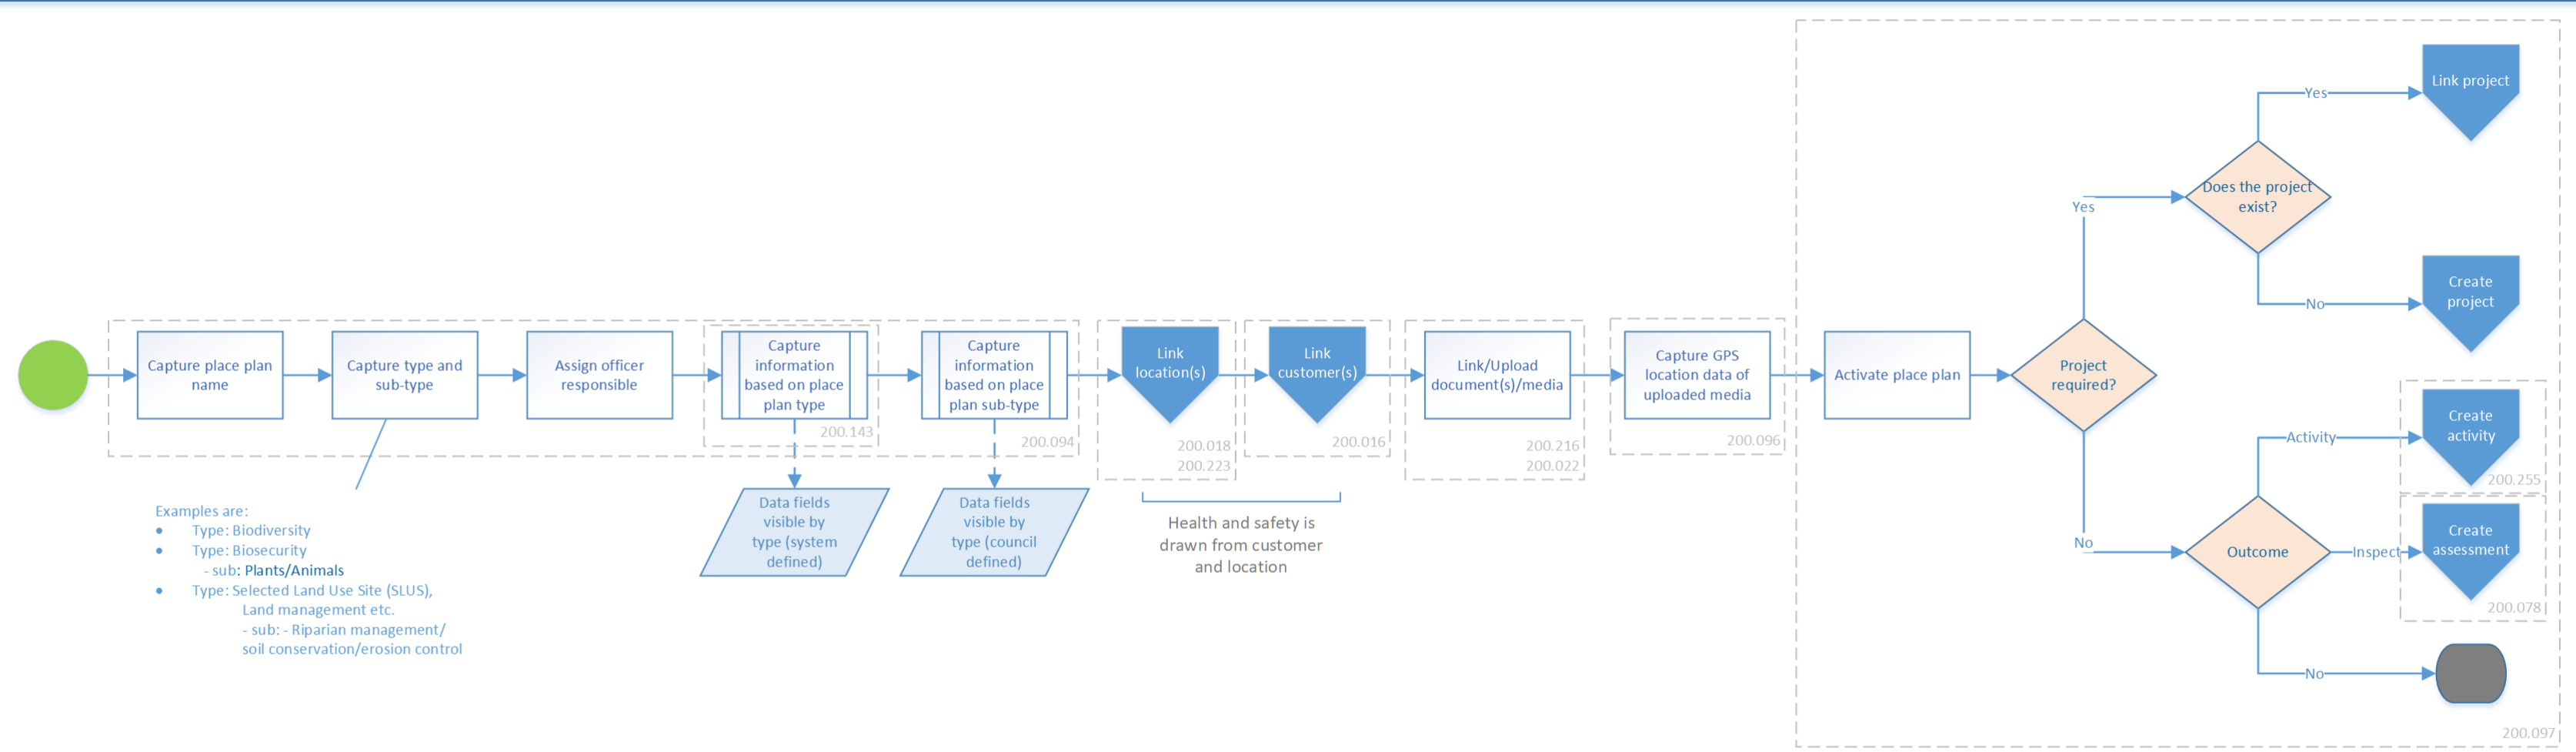 Capture place plan
name
Capture type and
sub-type
Assign officer
responsible
Capture
information
based on place
plan type
200.143
Capture
information
based on place
plan sub-type
200.094
Link
location(s)
200.018
200.223
Link
customer(s)
200.016
Link/Upload
document(s)/media
200.216
200.022
Capture GPS
location data of
uploaded media
200.096
Activate place plan
Project
required?
Yes
Does the project
exist?
Yes
Link project
No
Create
project
No
Outcome
Activity
Create
activity
200.255
Inspect
Create
assessment
200.078
No
200.097
Examples are:
• Type: Biodiversity
• Type: Biosecurity
- sub: Plants/Animals
• Type: Selected Land Use Site (SLUS),
Land management etc.
- sub: - Riparian management/
soil conservation/erosion control
Data fields
visible by
type (system
defined)
Data fields
visible by
type (council
defined)
Health and safety is
drawn from customer
and location